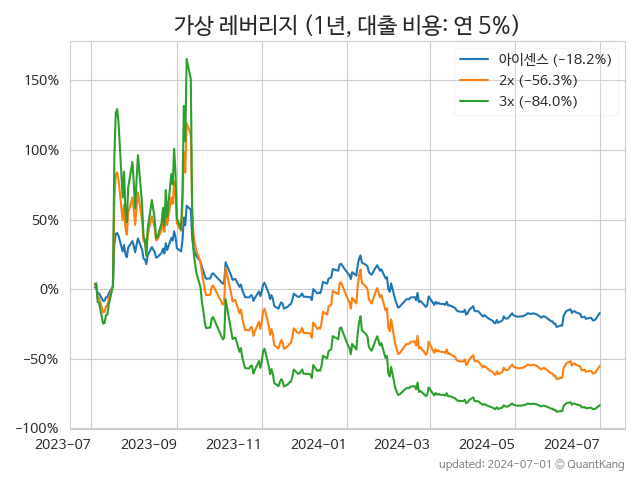 가상 레버리지 (1년, 대출 비용: 연 5%)
아이센스 (−18.2%)
2x (−56.3%)
3x (−84.0%)
150%
100%
50%
0%
−50%
−100%
2023-07 2023-09 2023-11 2024-01 2024-03 2024-05 2024-07
updated: 2024-07-01 © QuantKang